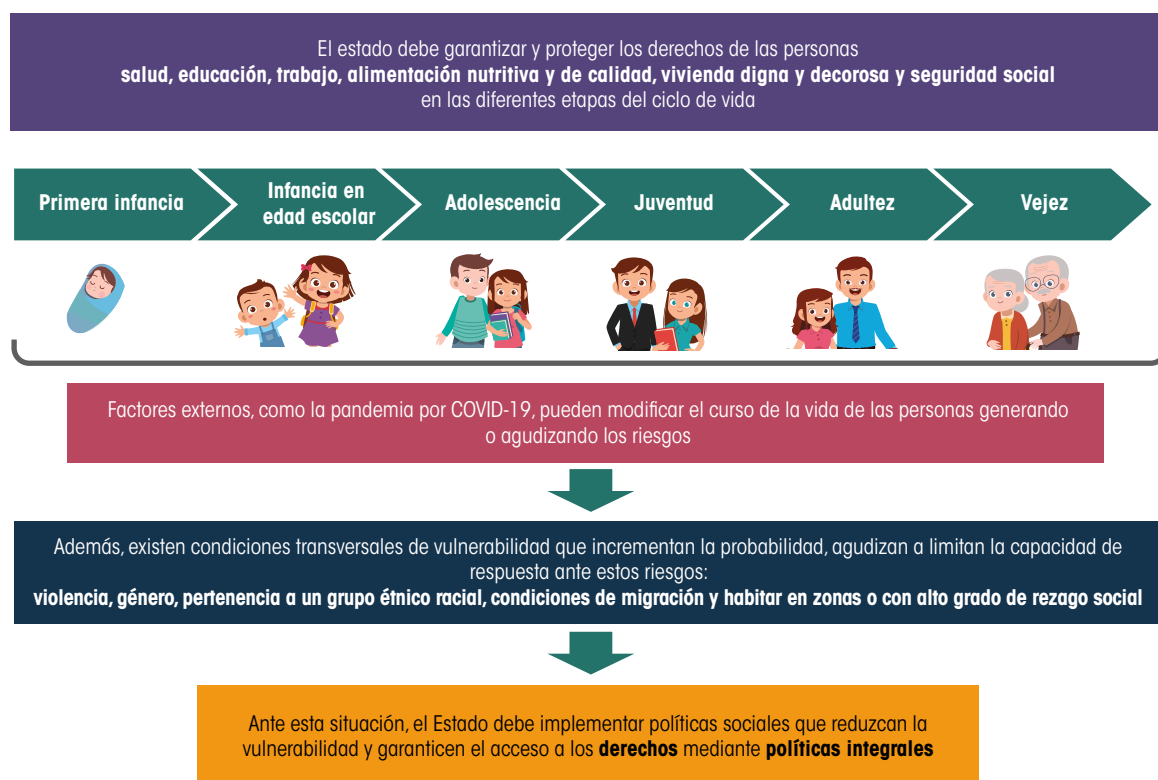 El estado debe garantizar y proteger los derechos de las personas
salud, educación, trabajo, alimentación nutritiva y de calidad, vivienda digna y decorosa y seguridad social
en las diferentes etapas del ciclo de vida
Primera infancia
Infancia en
edad escolar
Adolescencia
Juventud
Adultez
Vejez
Factores externos, como la pandemia por COVID-19, pueden modificar el curso de la vida de las personas generando
o agudizando los riesgos
Además, existen condiciones transversales de vulnerabilidad que incrementan la probabilidad, agudizan a limitan la capacidad de
respuesta ante estos riesgos:
violencia, género, pertenencia a un grupo étnico racial, condiciones de migración y habitar en zonas o con alto grado de rezago social
Ante esta situación, el Estado debe implementar políticas sociales que reduzcan la
vulnerabilidad y garanticen el acceso a los derechos mediante políticas integrales